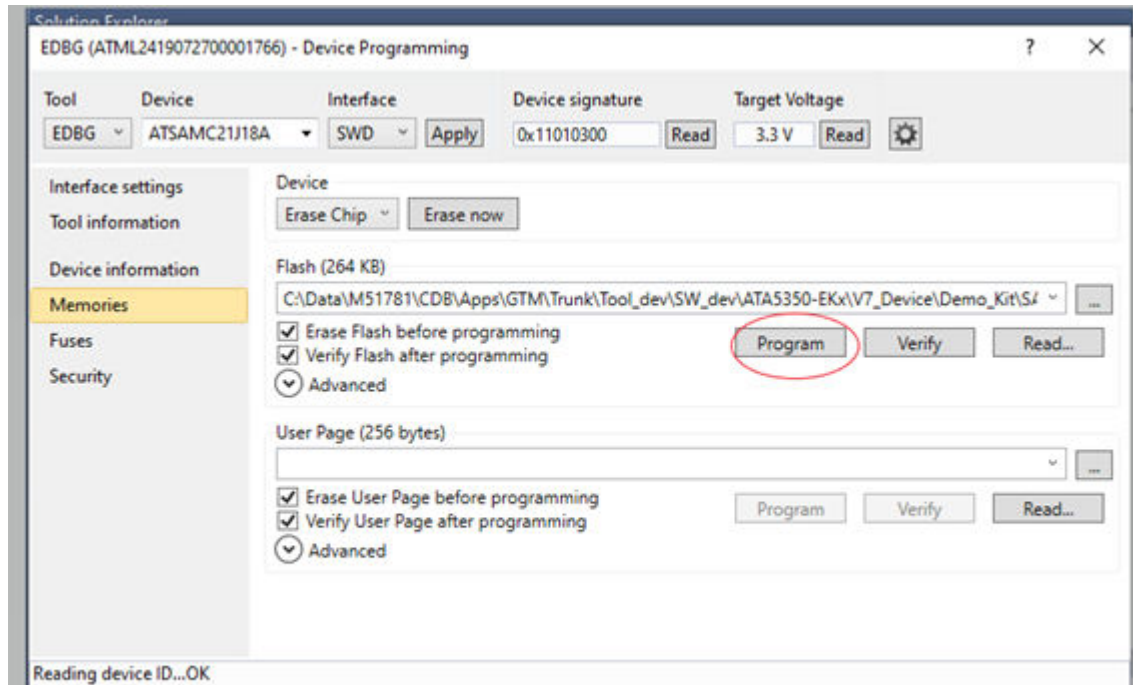 Solution Explorer
EDBG (ATML2419072700001766) - Device Programming ? ×
Tool Device Interface Device signature Target Voltage
EDBG ATSAMC21J18A SWD Apply 0x11010300 Read 3.3 V Read
Interface settings
Tool information
Device information
Memories
Fuses
Security
Device
Erase Chip Erase now
Flash (264 KB)
C:\Data\M51781\CDB\Apps\GTM\Trunk\Tool_dev\SW_dev\ATA5350-EKx\V7_Device\Demo_Kit\SA ...
Erase Flash before programming
Verify Flash after programming
Program Verify Read...
Advanced
User Page (256 bytes)
...
Erase User Page before programming
Verify User Page after programming
Program Verify Read...
Advanced
Reading device ID...OK